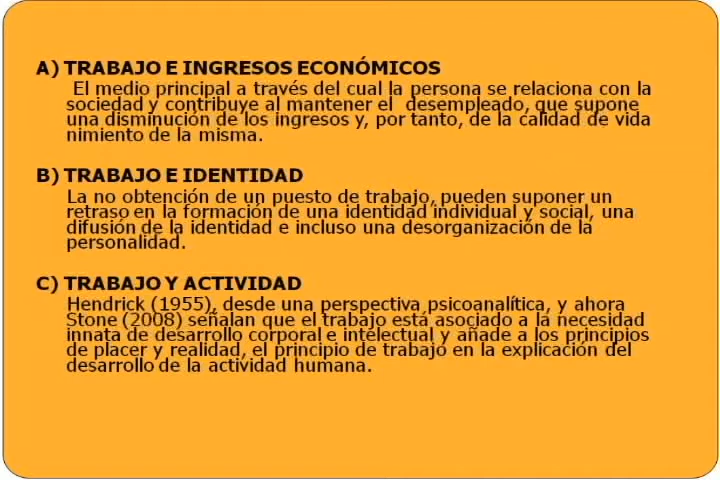 A) TRABAJO E INGRESOS ECONÓMICOS
El medio principal a través del cual la persona se relaciona con la
sociedad y contribuye al mantener el desempleado, que supone
una disminución de los ingresos y, por tanto, de la calidad de vida
nimiento de la misma.
B) TRABAJO E IDENTIDAD
La no obtención de un puesto de trabajo, pueden suponer un
retraso en la formación de una identidad individual y social, una
difusión de la identidad e incluso una desorganización de la
personalidad.
C) TRABAJO Y ACTIVIDAD
Hendrick (1955), desde una perspectiva psicoanalítica, y ahora
Stone (2008) señalan que el trabajo está asociado a la necesidad
innata de desarrollo corporal e intelectual y añade a los principios
de placer y realidad, el principio de trabajo en la explicación del
desarrollo de la actividad humana.